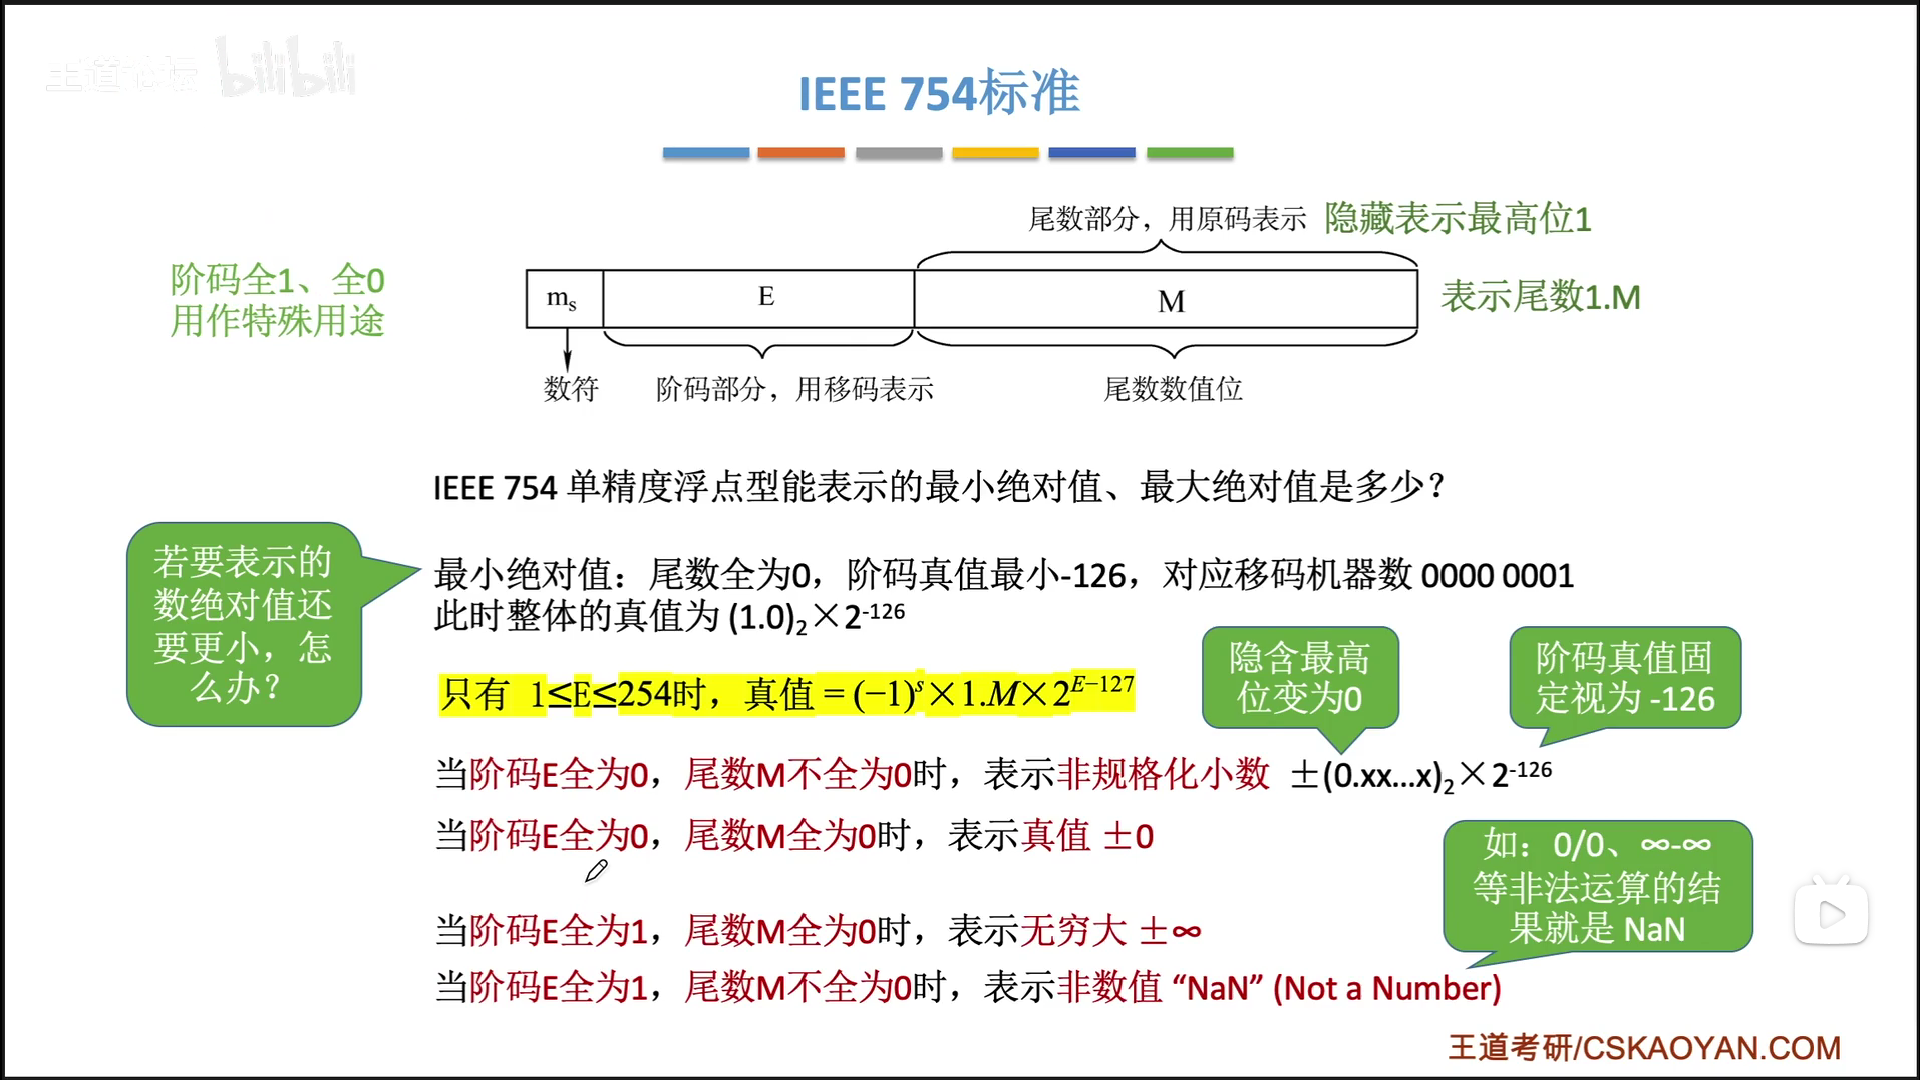 王道论坛 bilibili
IEEE 754标准
尾数部分，用原码表示 隐藏表示最高位1
阶码全1、全0
用作特殊用途
mₛ E M
表示尾数1.M
数符 阶码部分，用移码表示 尾数数值位
IEEE 754 单精度浮点型能表示的最小绝对值、最大绝对值是多少？
若要表示的
数绝对值还
要更小，怎
么办？
最小绝对值：尾数全为0，阶码真值最小-126，对应移码机器数 0000 0001
此时整体的真值为 (1.0)₂×2⁻¹²⁶
只有 1≤E≤254时，真值 = (−1)ˢ×1.M×2ᴱ⁻¹²⁷
隐含最高
位变为0
阶码真值固
定视为 -126
当阶码E全为0，尾数M不全为0时，表示非规格化小数 ±(0.xx...x)₂×2⁻¹²⁶
当阶码E全为0，尾数M全为0时，表示真值 ±0
如：0/0、∞-∞
等非法运算的结
果就是 NaN
当阶码E全为1，尾数M全为0时，表示无穷大 ±∞
当阶码E全为1，尾数M不全为0时，表示非数值 “NaN” (Not a Number)
王道考研/CSKAOYAN.COM